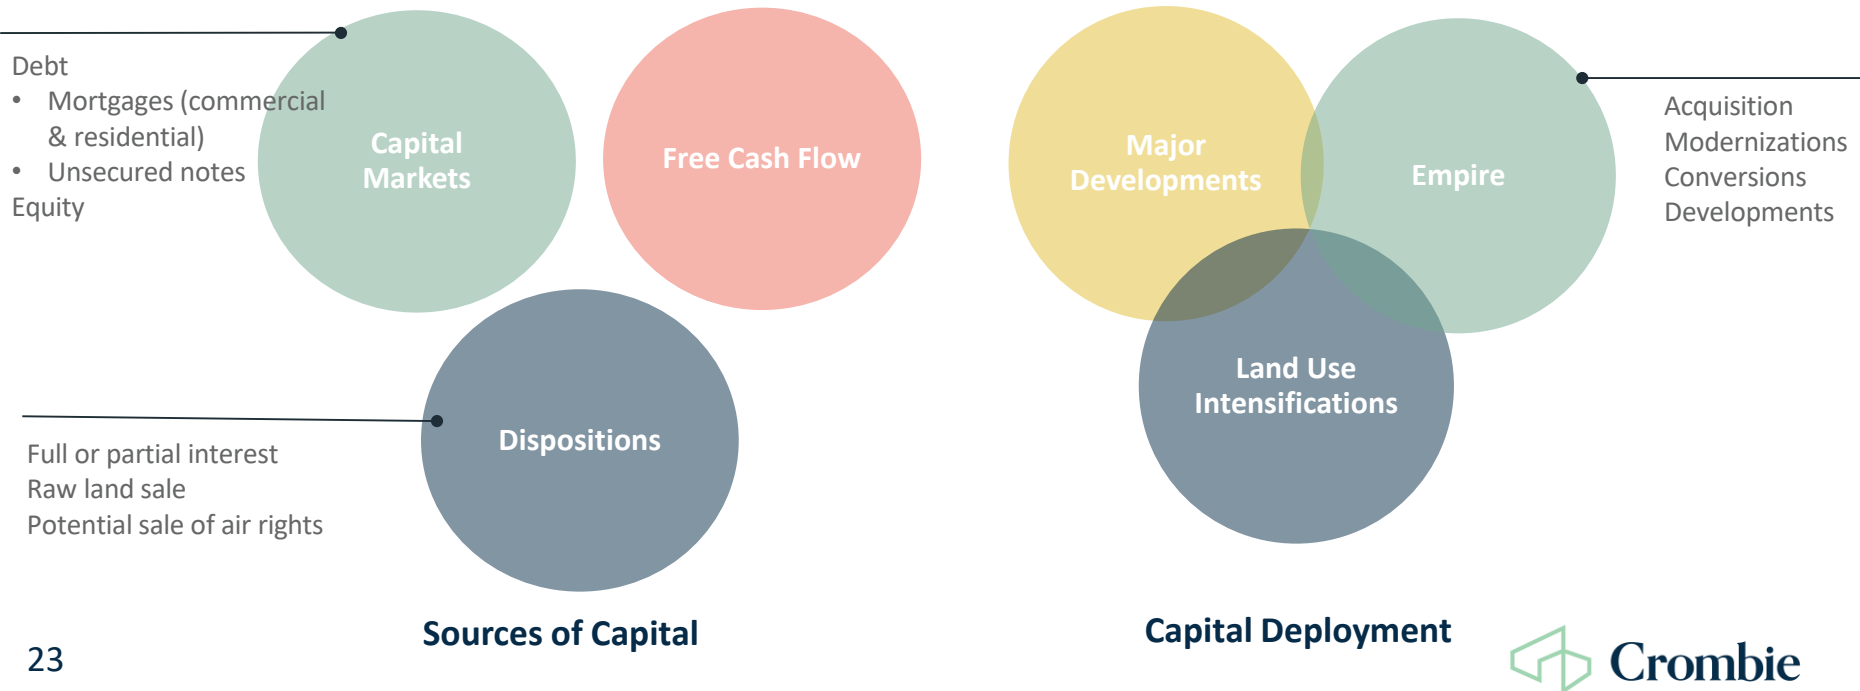 Debt
• Mortgages (commercial
& residential)
• Unsecured notes
Equity
Capital
Markets
Free Cash Flow
Dispositions
Full or partial interest
Raw land sale
Potential sale of air rights
Sources of Capital
Major
Developments
Empire
Land Use
Intensifications
Acquisition
Modernizations
Conversions
Developments
Capital Deployment
23
Crombie